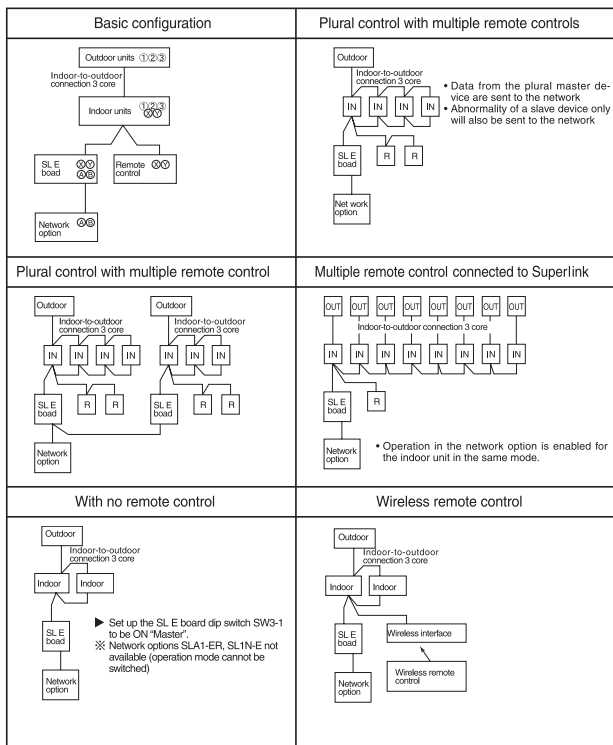 Basic configuration
Outdoor units ①②③
Indoor-to-outdoor
connection 3 core
Indoor units ①②③
ⓍⓎ
SL E ⓍⓎ
boad ⒶⒷ
Remote ⓍⓎ
control
Network ⒶⒷ
option
Plural control with multiple remote controls
Outdoor
Indoor-to-outdoor
connection 3 core
IN IN IN IN
SL E
boad
R R
Net work
option
• Data from the plural master de-
vice are sent to the network
• Abnormality of a slave device only
will also be sent to the network
Plural control with multiple remote control
Outdoor Outdoor
Indoor-to-outdoor
connection 3 core
Indoor-to-outdoor
connection 3 core
IN IN IN IN IN IN IN IN
SL E
boad
R R
SL E
boad
R R
Network
option
Multiple remote control connected to Superlink
OUT OUT OUT OUT OUT OUT OUT OUT
Indoor-to-outdoor connection 3 core
IN IN IN IN IN IN IN IN
SL E
boad
R
Network
option
• Operation in the network option is enabled for
the indoor unit in the same mode.
With no remote control
Outdoor
Indoor-to-outdoor
connection 3 core
Indoor Indoor
SL E
boad
Network
option
▶ Set up the SL E board dip switch SW3-1
to be ON "Master".
※ Network options SLA1-ER, SL1N-E not
available (operation mode cannot be
switched)
Wireless remote control
Outdoor
Indoor-to-outdoor
connection 3 core
Indoor Indoor
SL E
boad
Wireless interface
Network
option
Wireless remote
control